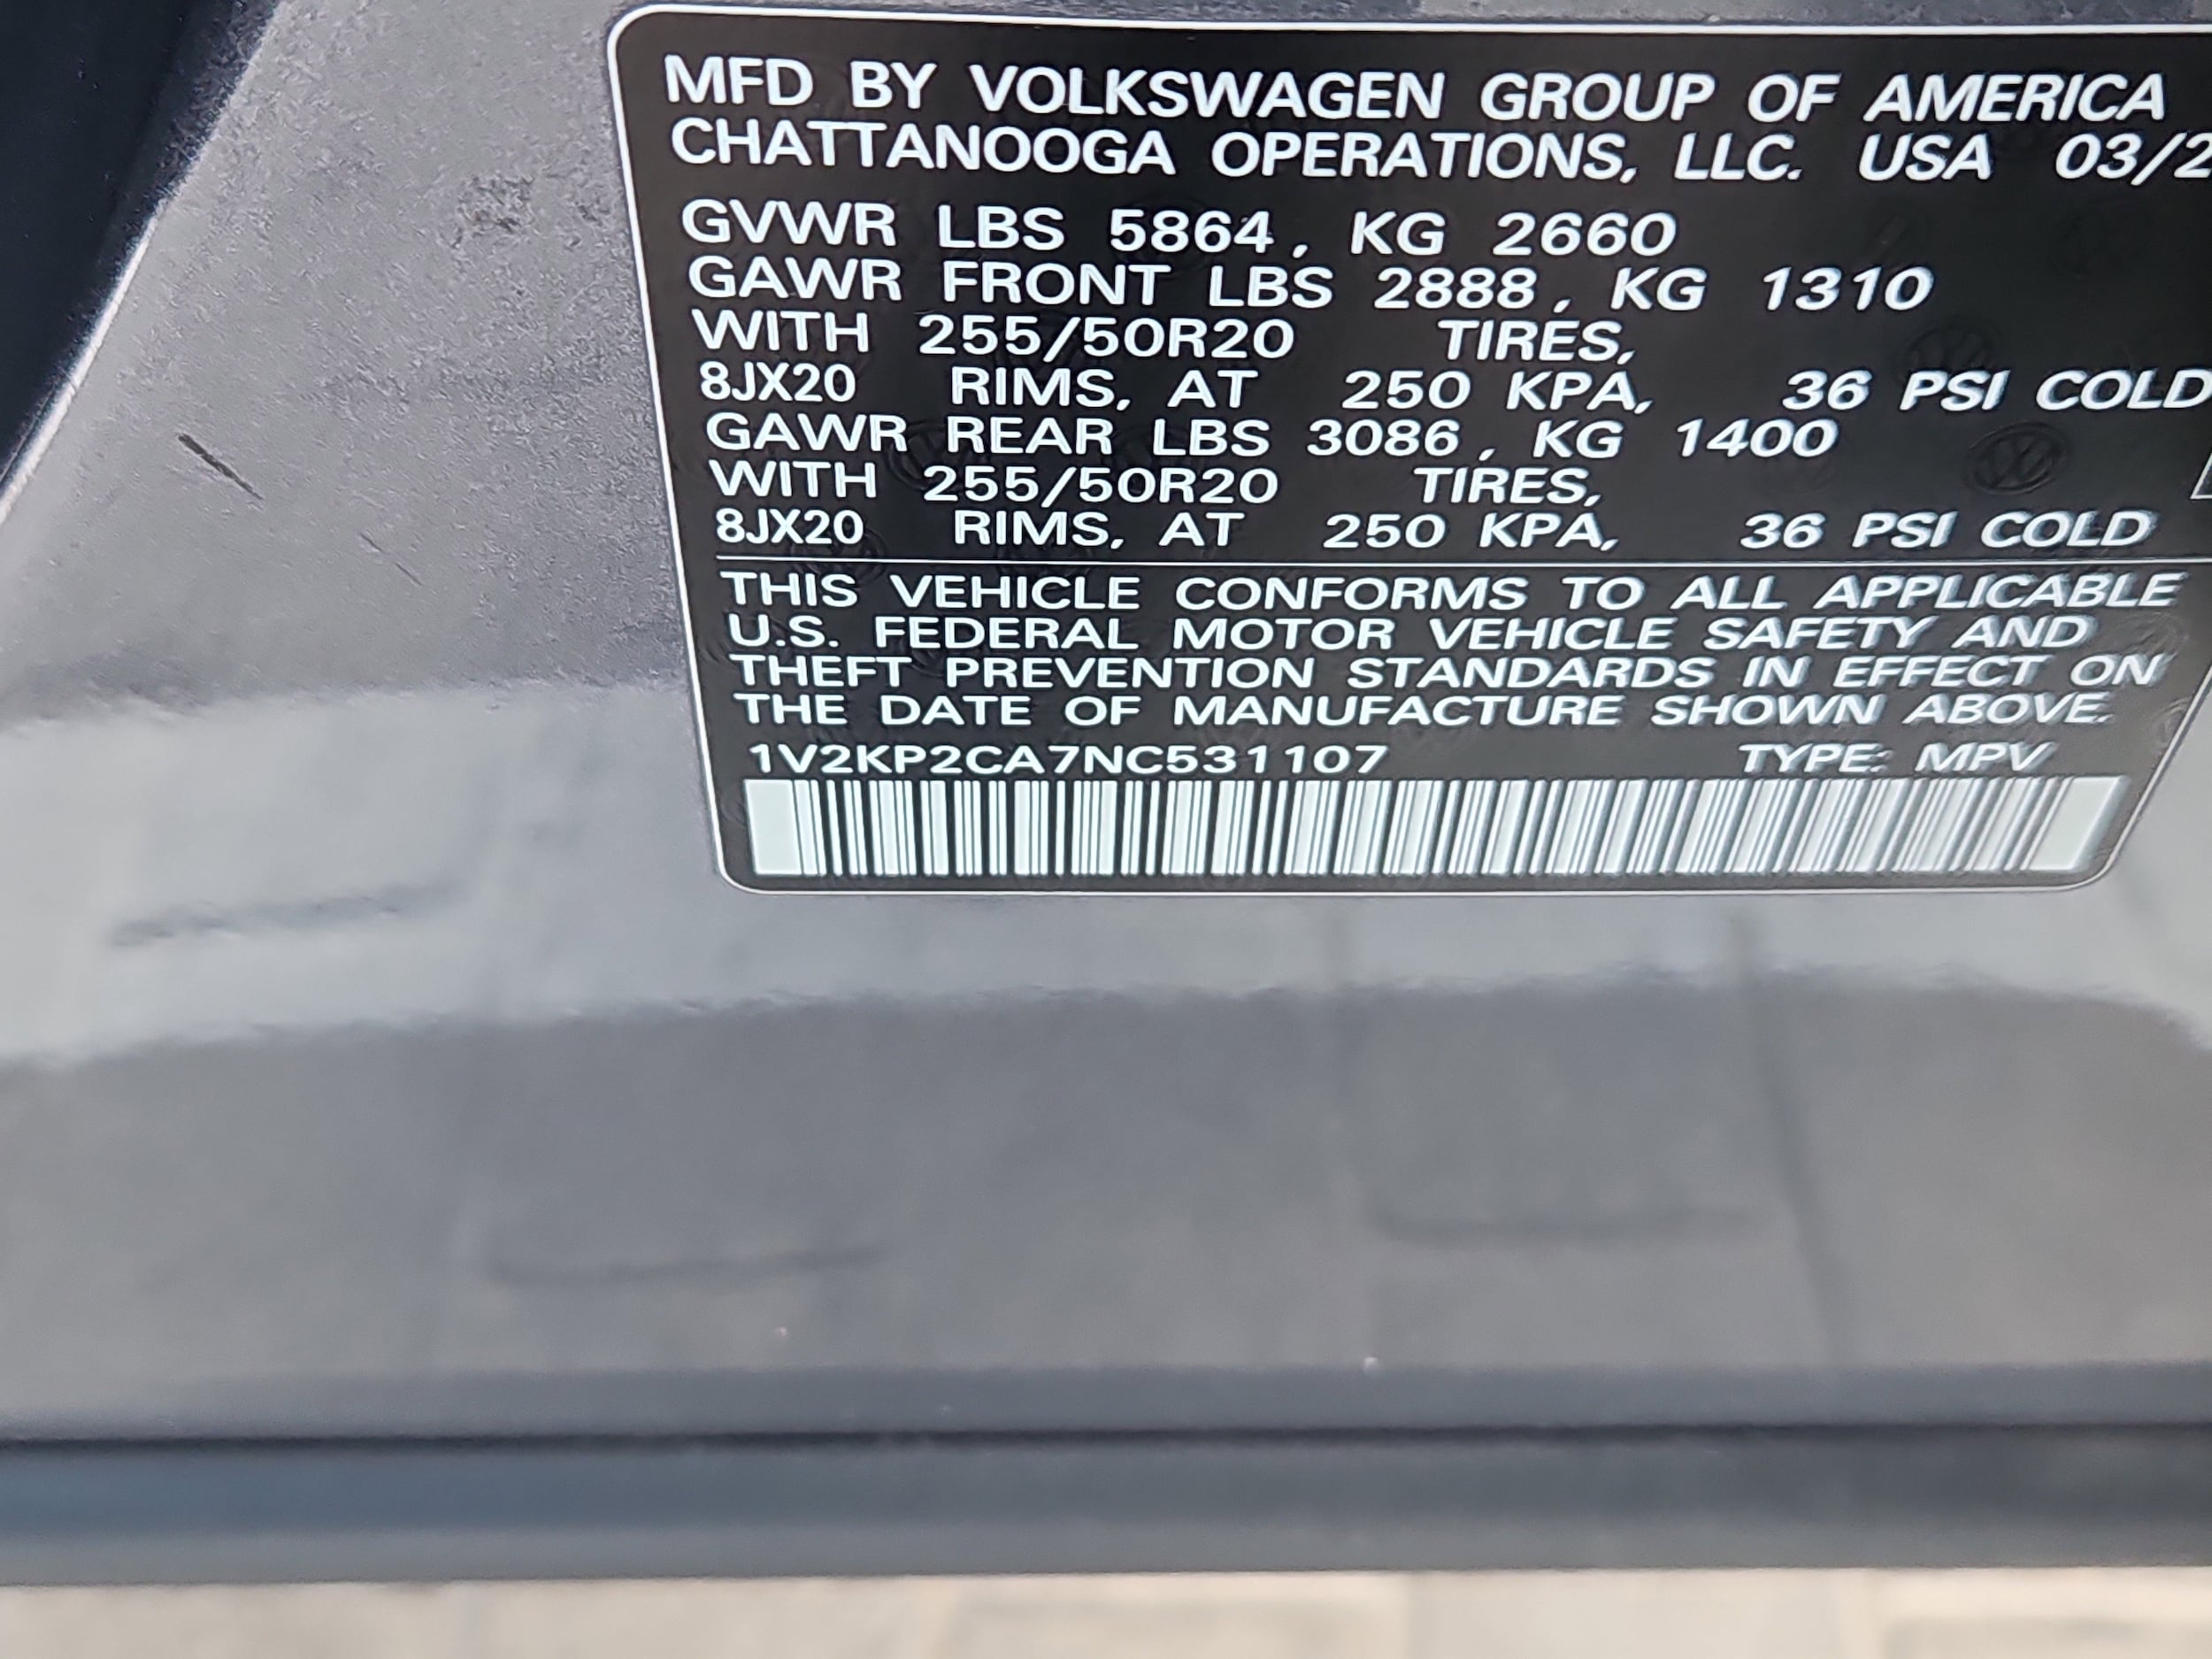 MFD BY VOLKSWAGEN GROUP OF AMERICA
CHATTANOOGA OPERATIONS, LLC. USA 03/2
GVWR LBS 5864, KG 2660
GAWR FRONT LBS 2888, KG 1310
WITH 255/50R20 TIRES,
8JX20 RIMS, AT 250 KPA, 36 PSI COLD
GAWR REAR LBS 3086, KG 1400
WITH 255/50R20 TIRES,
8JX20 RIMS, AT 250 KPA, 36 PSI COLD
THIS VEHICLE CONFORMS TO ALL APPLICABLE
U.S. FEDERAL MOTOR VEHICLE SAFETY AND
THEFT PREVENTION STANDARDS IN EFFECT ON
THE DATE OF MANUFACTURE SHOWN ABOVE.
1V2KP2CA7NC531107 TYPE: MPV